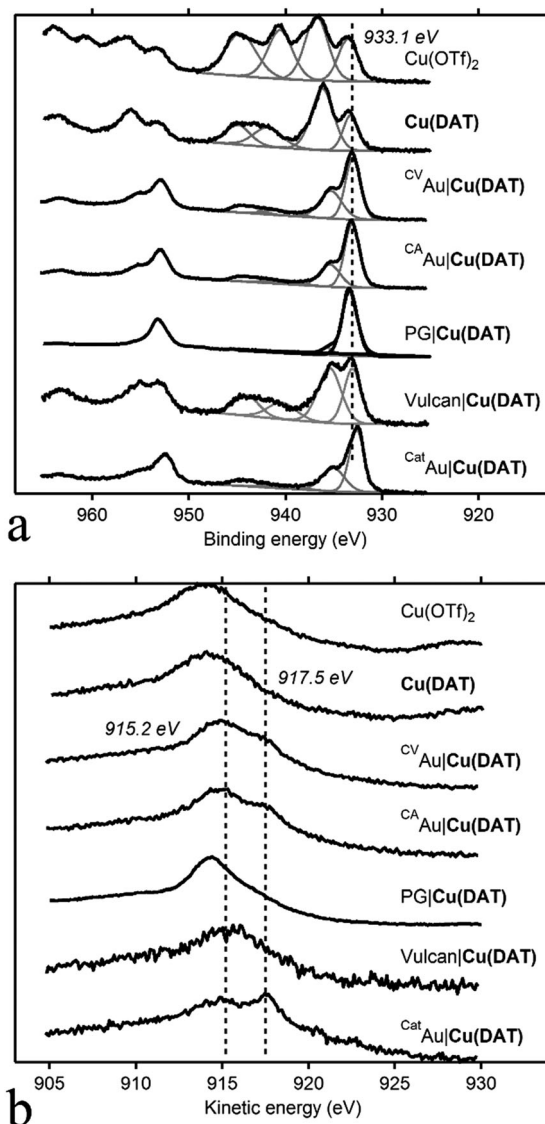 933.1 eV
Cu(OTf)2
Cu(DAT)
CVAu|Cu(DAT)
CAAu|Cu(DAT)
PG|Cu(DAT)
Vulcan|Cu(DAT)
CatAu|Cu(DAT)
960 950 940 930 920
a
Binding energy (eV)
Cu(OTf)2
Cu(DAT)
917.5 eV
915.2 eV
CVAu|Cu(DAT)
CAAu|Cu(DAT)
PG|Cu(DAT)
Vulcan|Cu(DAT)
CatAu|Cu(DAT)
905 910 915 920 925 930
b
Kinetic energy (eV)